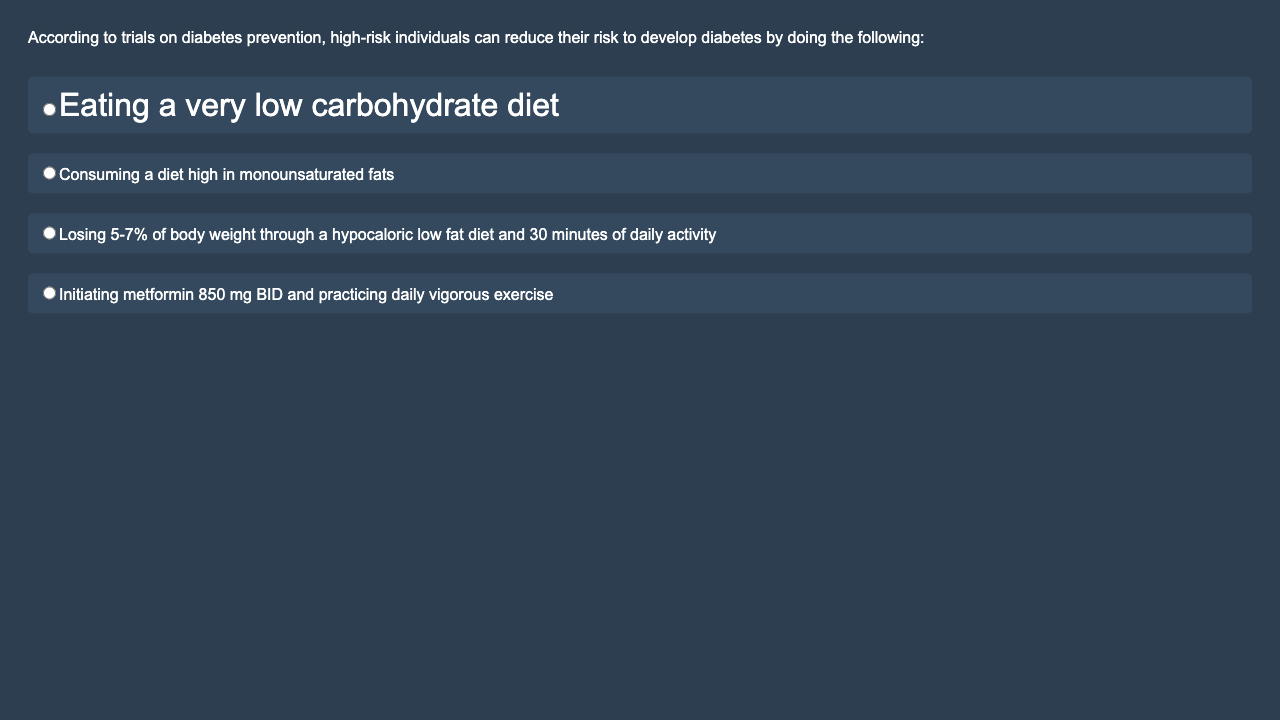 According to trials on diabetes prevention, high-risk individuals can reduce their risk to develop diabetes by doing the following:
Eating a very low carbohydrate diet
Consuming a diet high in monounsaturated fats
Losing 5-7% of body weight through a hypocaloric low fat diet and 30 minutes of daily activity
Initiating metformin 850 mg BID and practicing daily vigorous exercise